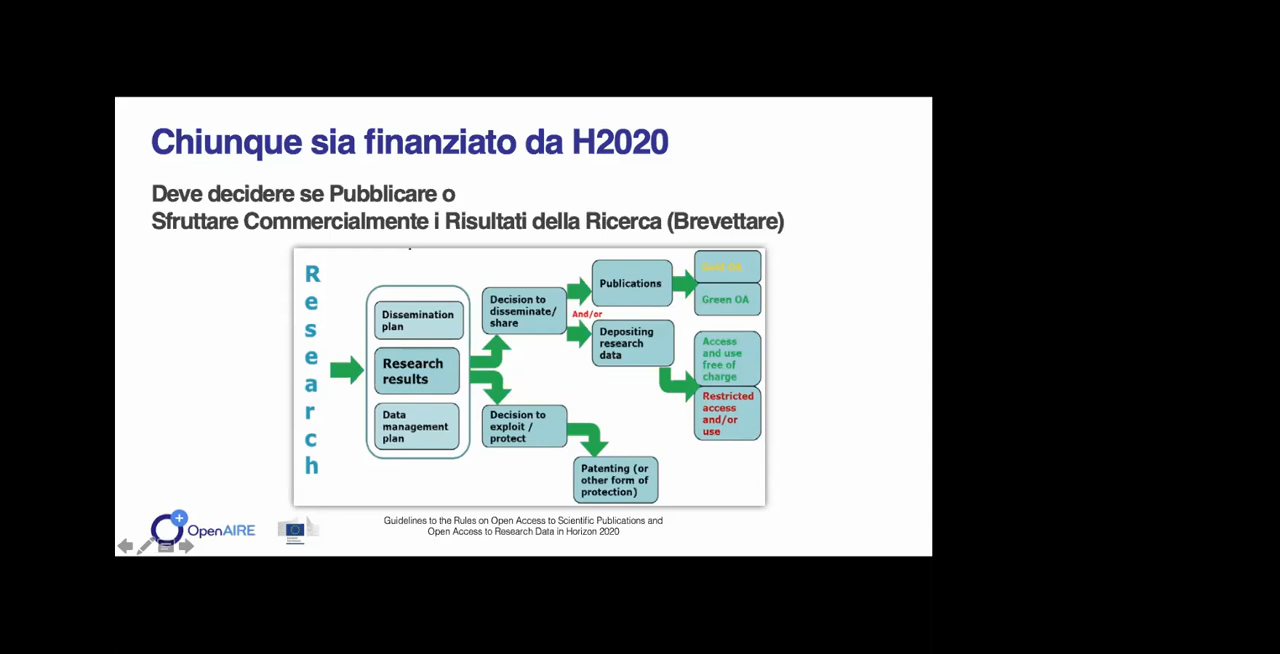 Chiunque sia finanziato da H2020
Deve decidere se Pubblicare o
Sfruttare Commercialmente i Risultati della Ricerca (Brevettare)
Research
Dissemination
plan
Research
results
Data
management
plan
Decision to
disseminate/
share
Decision to
exploit /
protect
And/or
Publications
Depositing
research
data
Patenting (or
other form of
protection)
Gold OA
Green OA
Access
and use
free of
charge
Restricted
access
and/or
use
OpenAIRE
Guidelines to the Rules on Open Access to Scientific Publications and
Open Access to Research Data in Horizon 2020